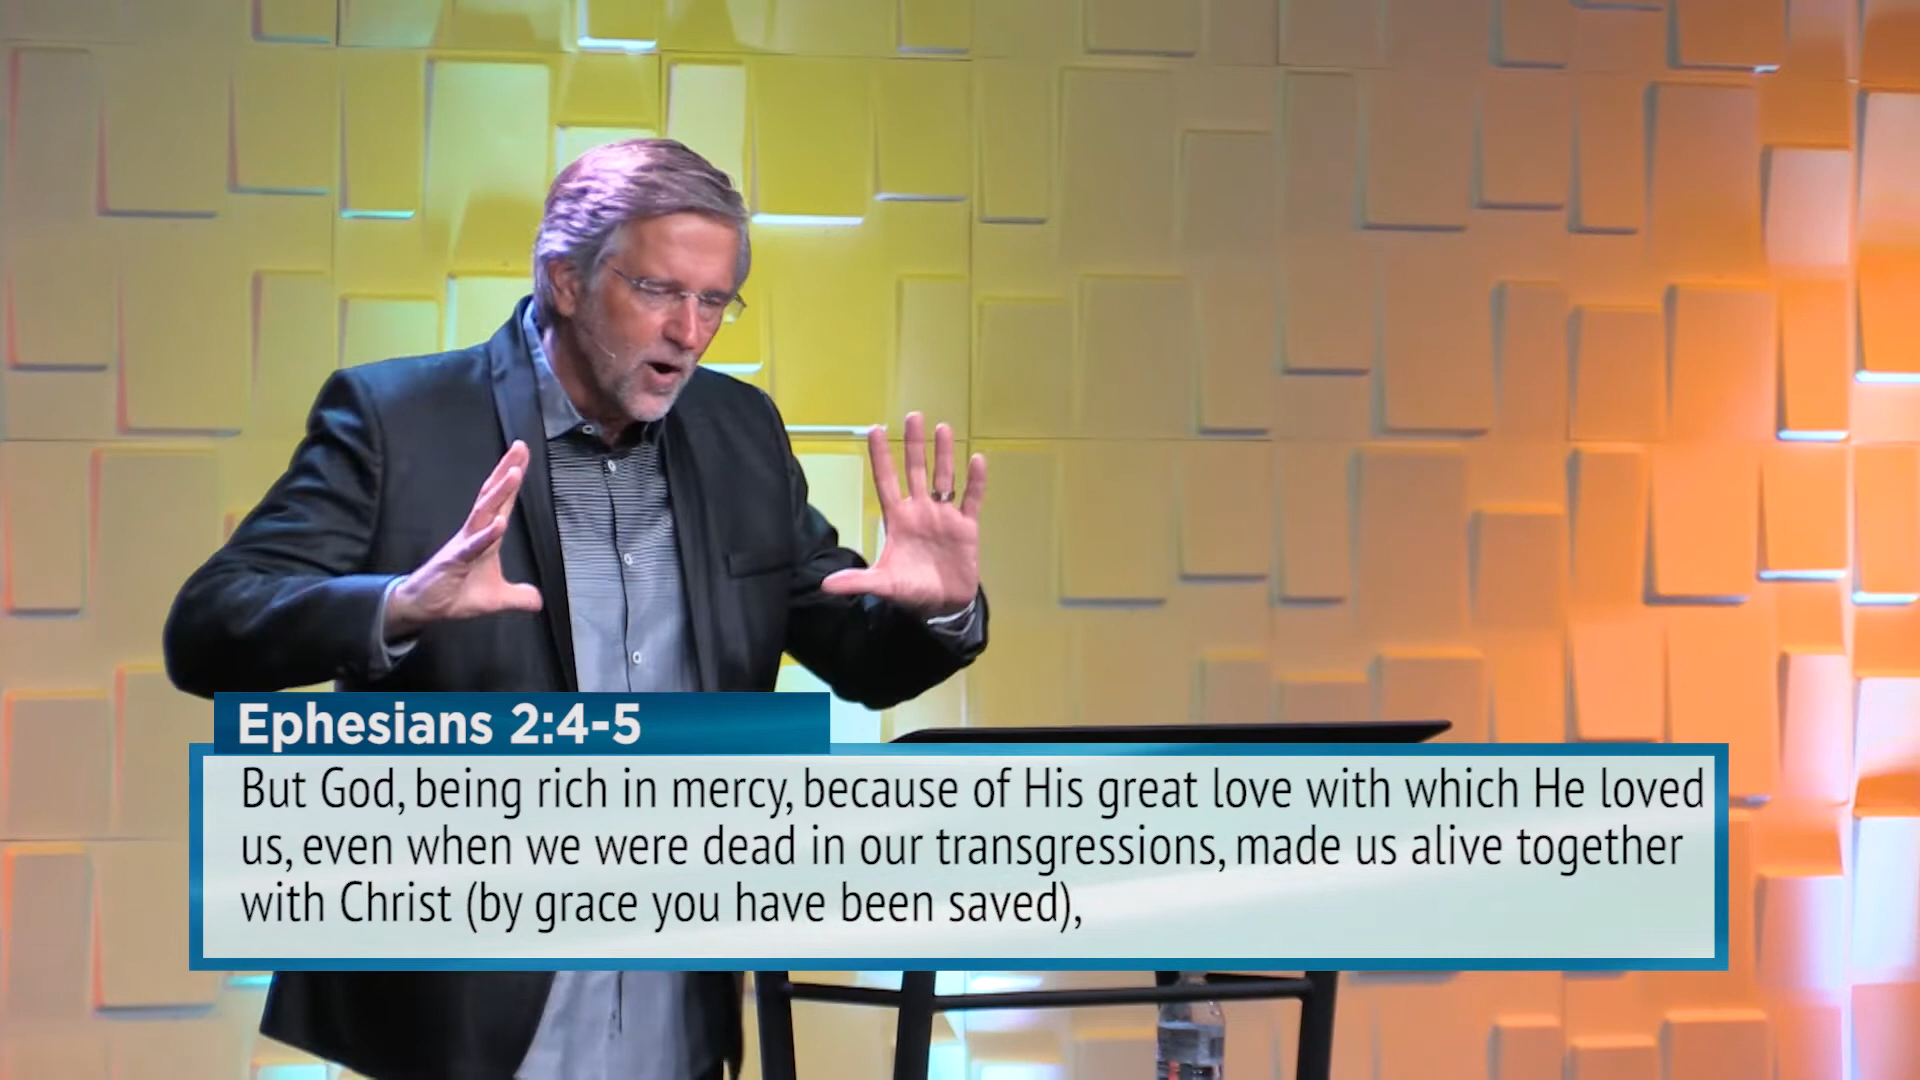 Ephesians 2:4-5
But God, being rich in mercy, because of His great love with which He loved
us, even when we were dead in our transgressions, made us alive together
with Christ (by grace you have been saved),